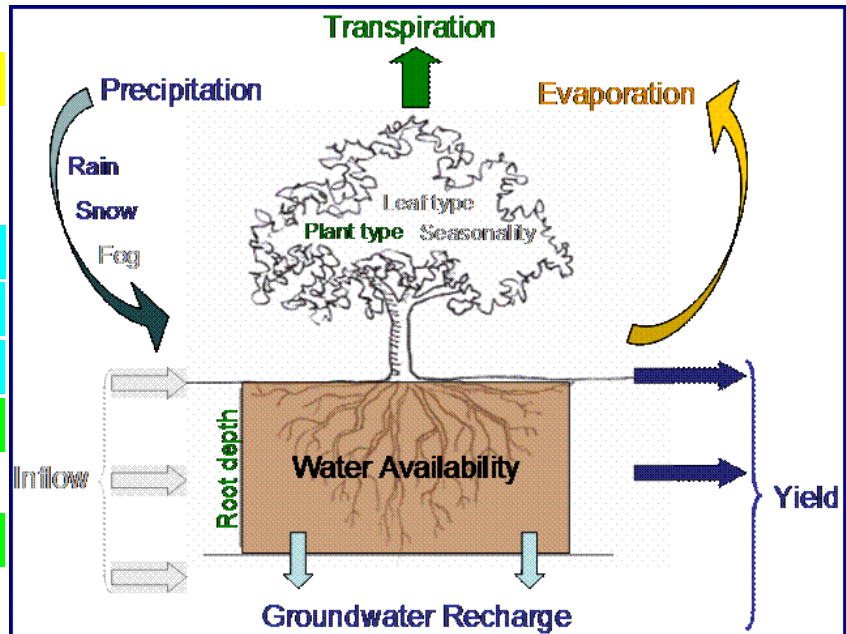 Transpiration
Precipitation
Evaporation
Rain
Snow
Fog
Leaf type
Plant type Seasonality
Inflow
Root depth
Water Availability
Yield
Groundwater Recharge